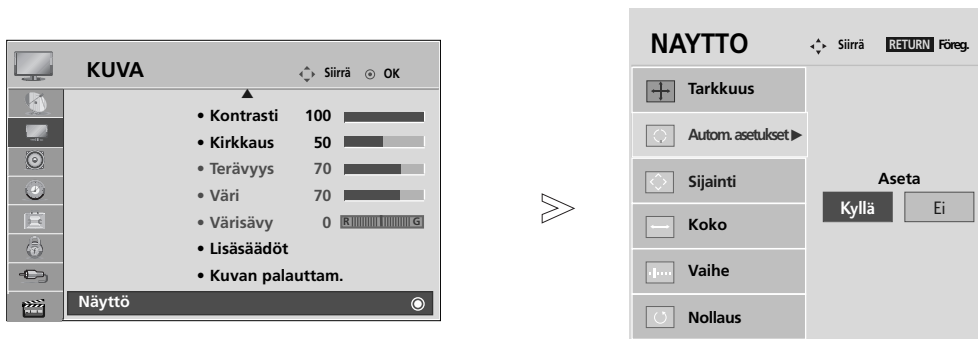 KUVA Siirrä OK
• Kontrasti 100
• Kirkkaus 50
• Terävyys 70
• Väri 70
• Värisävy 0 R G
• Lisäsäädöt
• Kuvan palauttam.
Näyttö
NAYTTO Siirrä RETURN Föreg.
Tarkkuus
Autom. asetukset
Sijainti
Koko
Vaihe
Nollaus
Aseta
Kyllä Ei